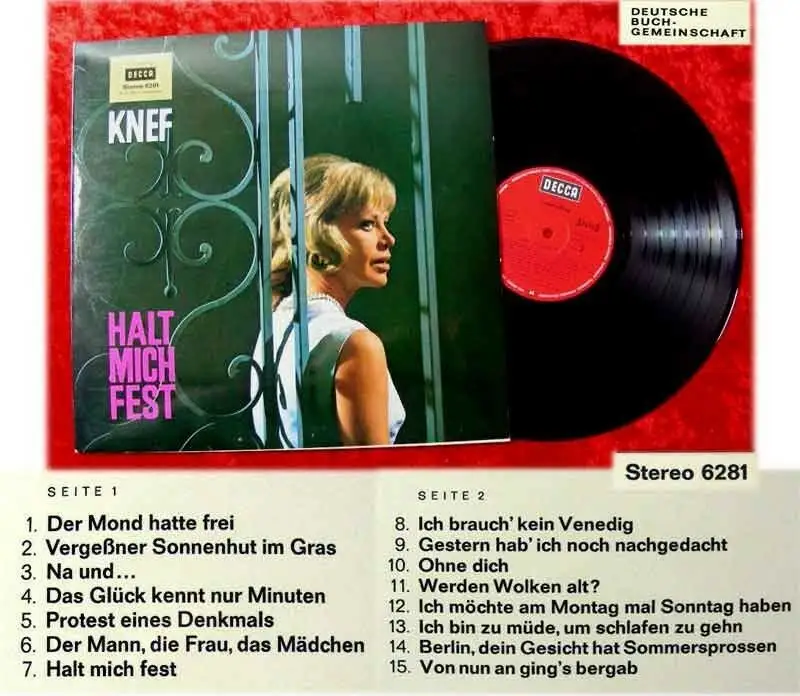 DEUTSCHE
BUCH-
GEMEINSCHAFT
DECCA
Stereo 6281
KNEF
HALT
MICH
FEST
DECCA
Stereo 6281
SEITE 1
1. Der Mond hatte frei
2. Vergeßner Sonnenhut im Gras
3. Na und...
4. Das Glück kennt nur Minuten
5. Protest eines Denkmals
6. Der Mann, die Frau, das Mädchen
7. Halt mich fest
SEITE 2
8. Ich brauch' kein Venedig
9. Gestern hab' ich noch nachgedacht
10. Ohne dich
11. Werden Wolken alt?
12. Ich möchte am Montag mal Sonntag haben
13. Ich bin zu müde, um schlafen zu gehn
14. Berlin, dein Gesicht hat Sommersprossen
15. Von nun an ging's bergab